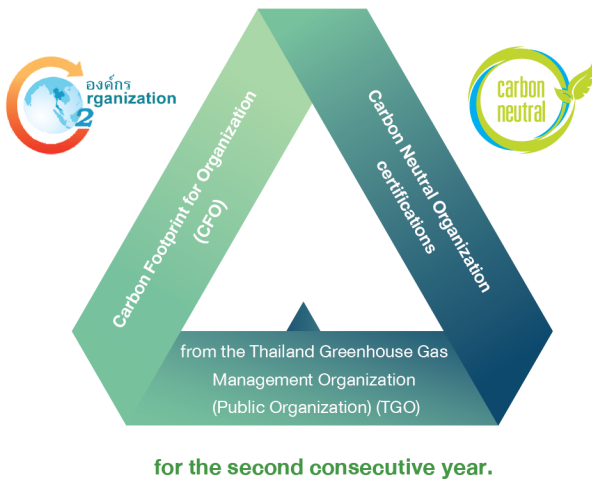 องค์กร
rganization
2
carbon
neutral
Carbon Footprint for Organization
(CFO)
Carbon Neutral Organization
certifications
from the Thailand Greenhouse Gas
Management Organization
(Public Organization) (TGO)
for the second consecutive year.